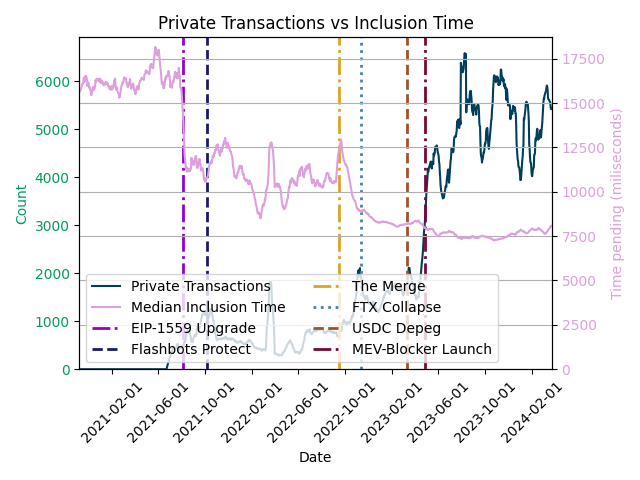 Private Transactions vs Inclusion Time
6000
5000
4000
3000
2000
1000
0
Count
17500
15000
12500
10000
7500
5000
2500
0
Time pending (miliseconds)
Private Transactions
Median Inclusion Time
EIP-1559 Upgrade
Flashbots Protect
The Merge
FTX Collapse
USDC Depeg
MEV-Blocker Launch
2021-02-01
2021-06-01
2021-10-01
2022-02-01
2022-06-01
2022-10-01
2023-02-01
2023-06-01
2023-10-01
2024-02-01
Date